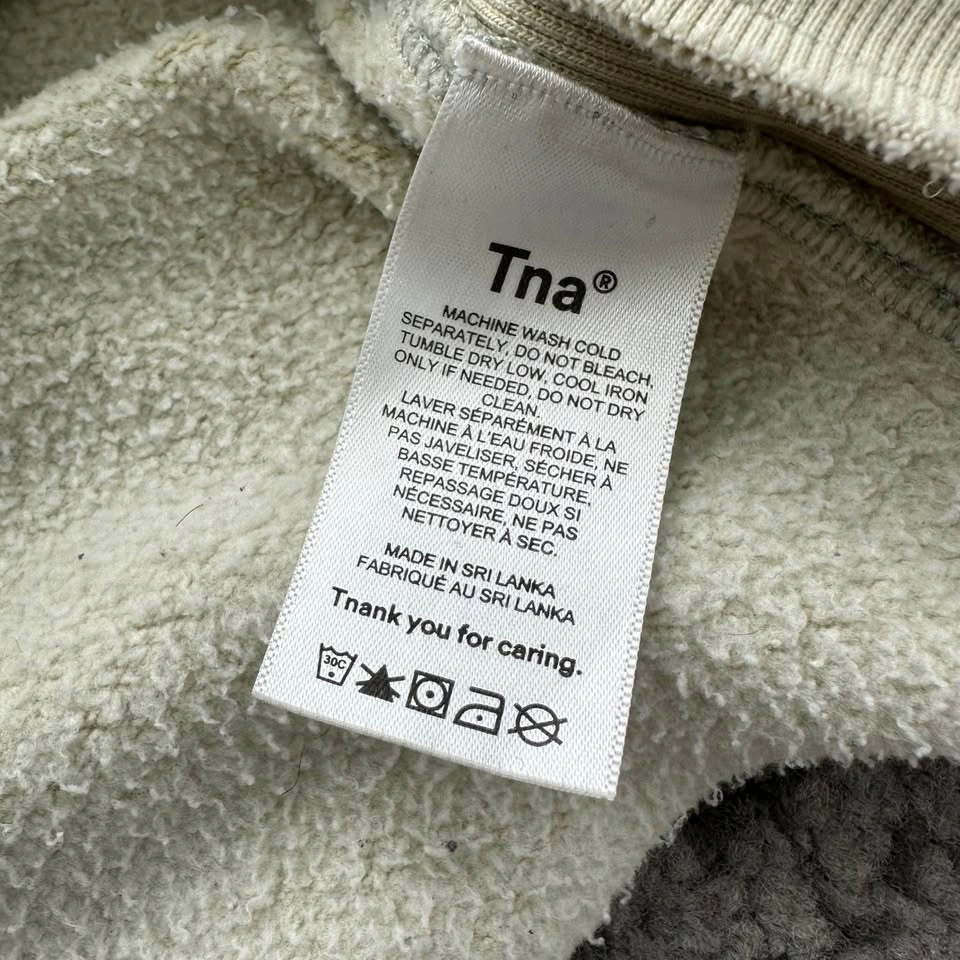 Tna®
MACHINE WASH COLD
SEPARATELY, DO NOT BLEACH,
TUMBLE DRY LOW, COOL IRON
ONLY IF NEEDED, DO NOT DRY
CLEAN.
LAVER SÉPARÉMENT À LA
MACHINE À L'EAU FROIDE, NE
PAS JAVELISER, SÉCHER À
BASSE TEMPÉRATURE,
REPASSAGE DOUX SI
NÉCESSAIRE, NE PAS
NETTOYER À SEC.
MADE IN SRI LANKA
FABRIQUÉ AU SRI LANKA
Tnank you for caring.
30C